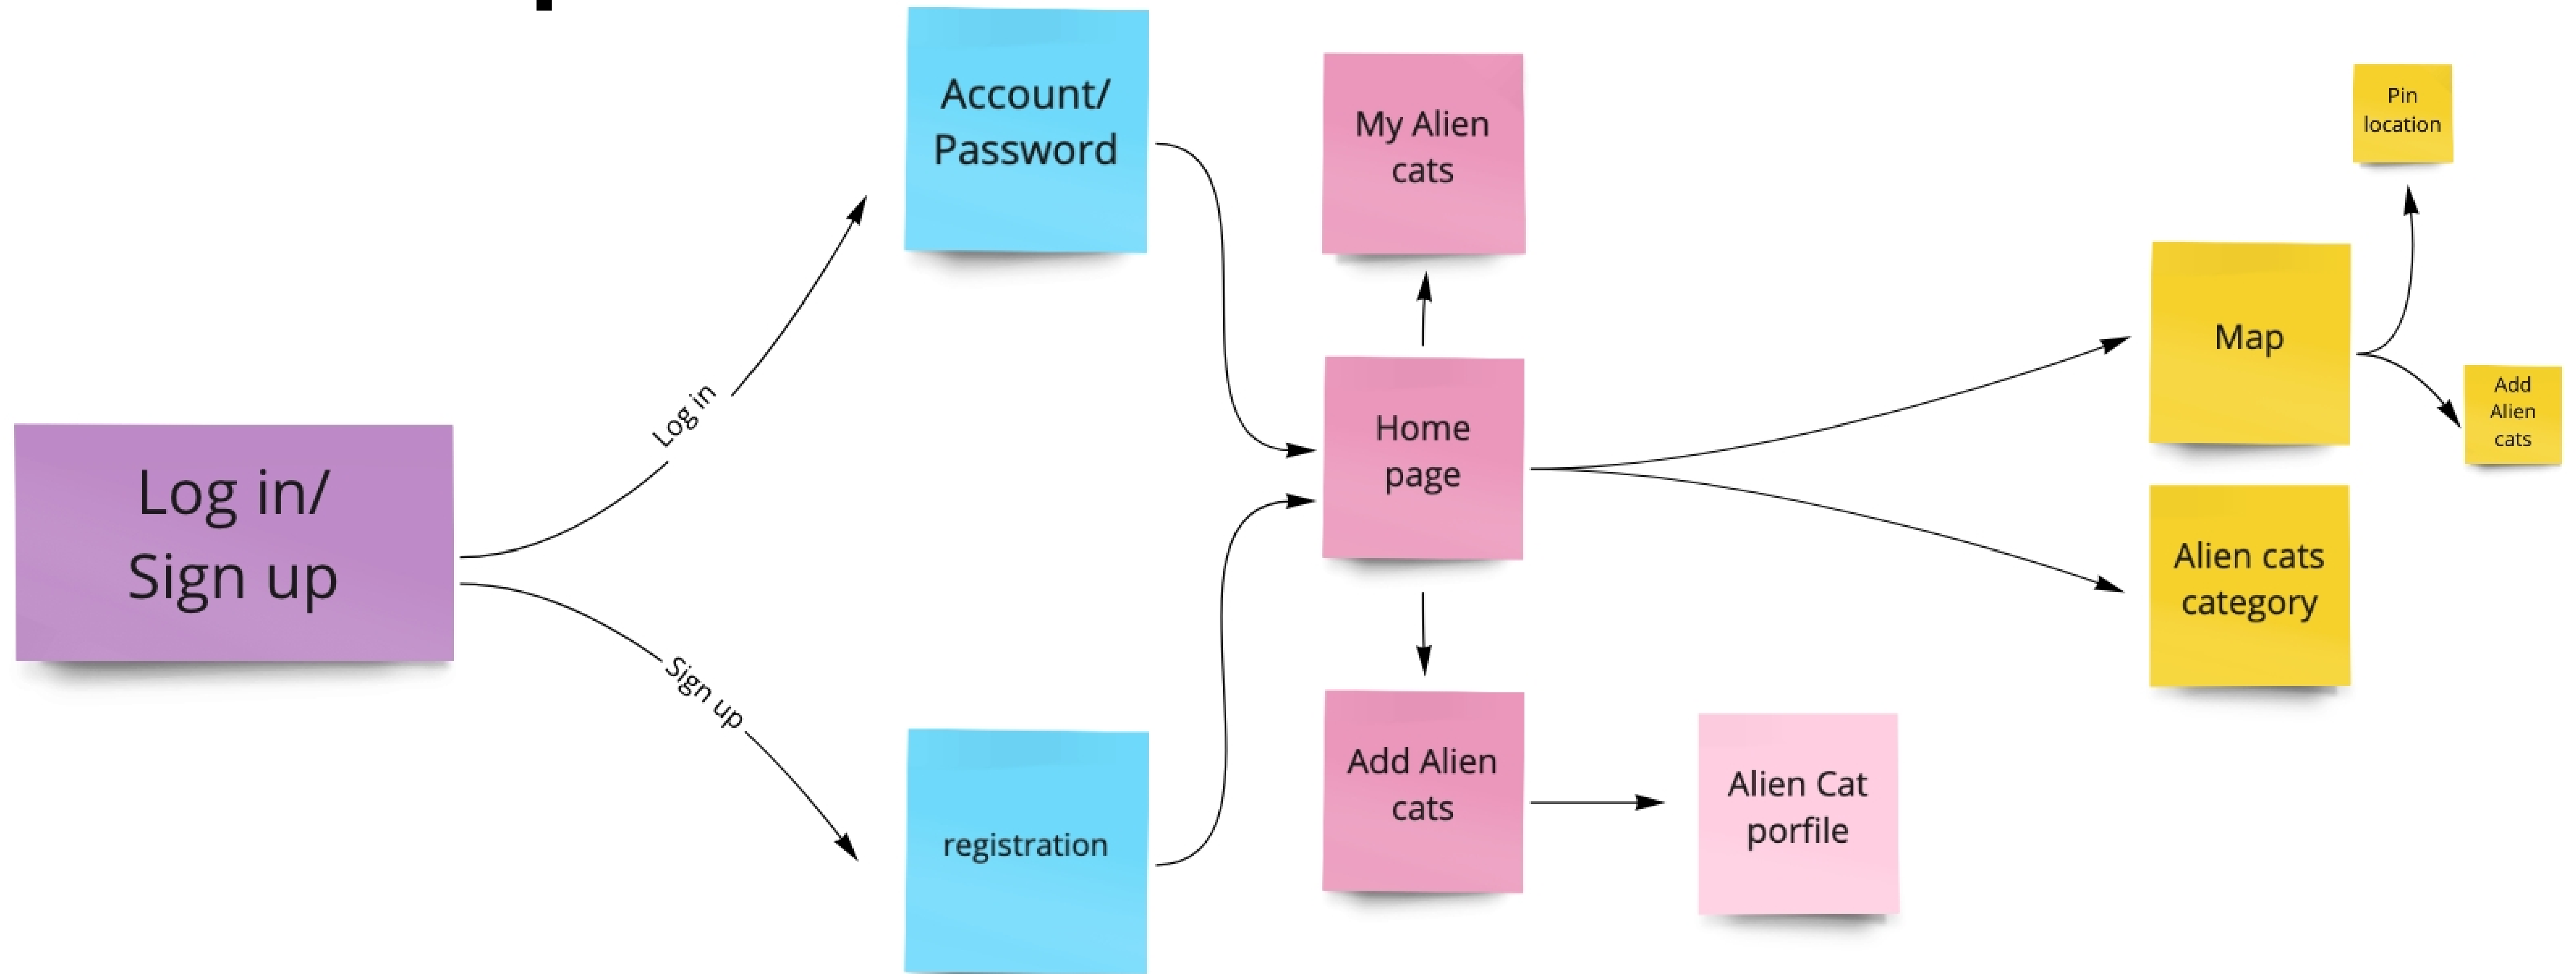 Log in/
Sign up
Log in
Sign up
Account/
Password
registration
My Alien
cats
Home
page
Add Alien
cats
Alien Cat
porfile
Map
Alien cats
category
Pin
location
Add
Alien
cats